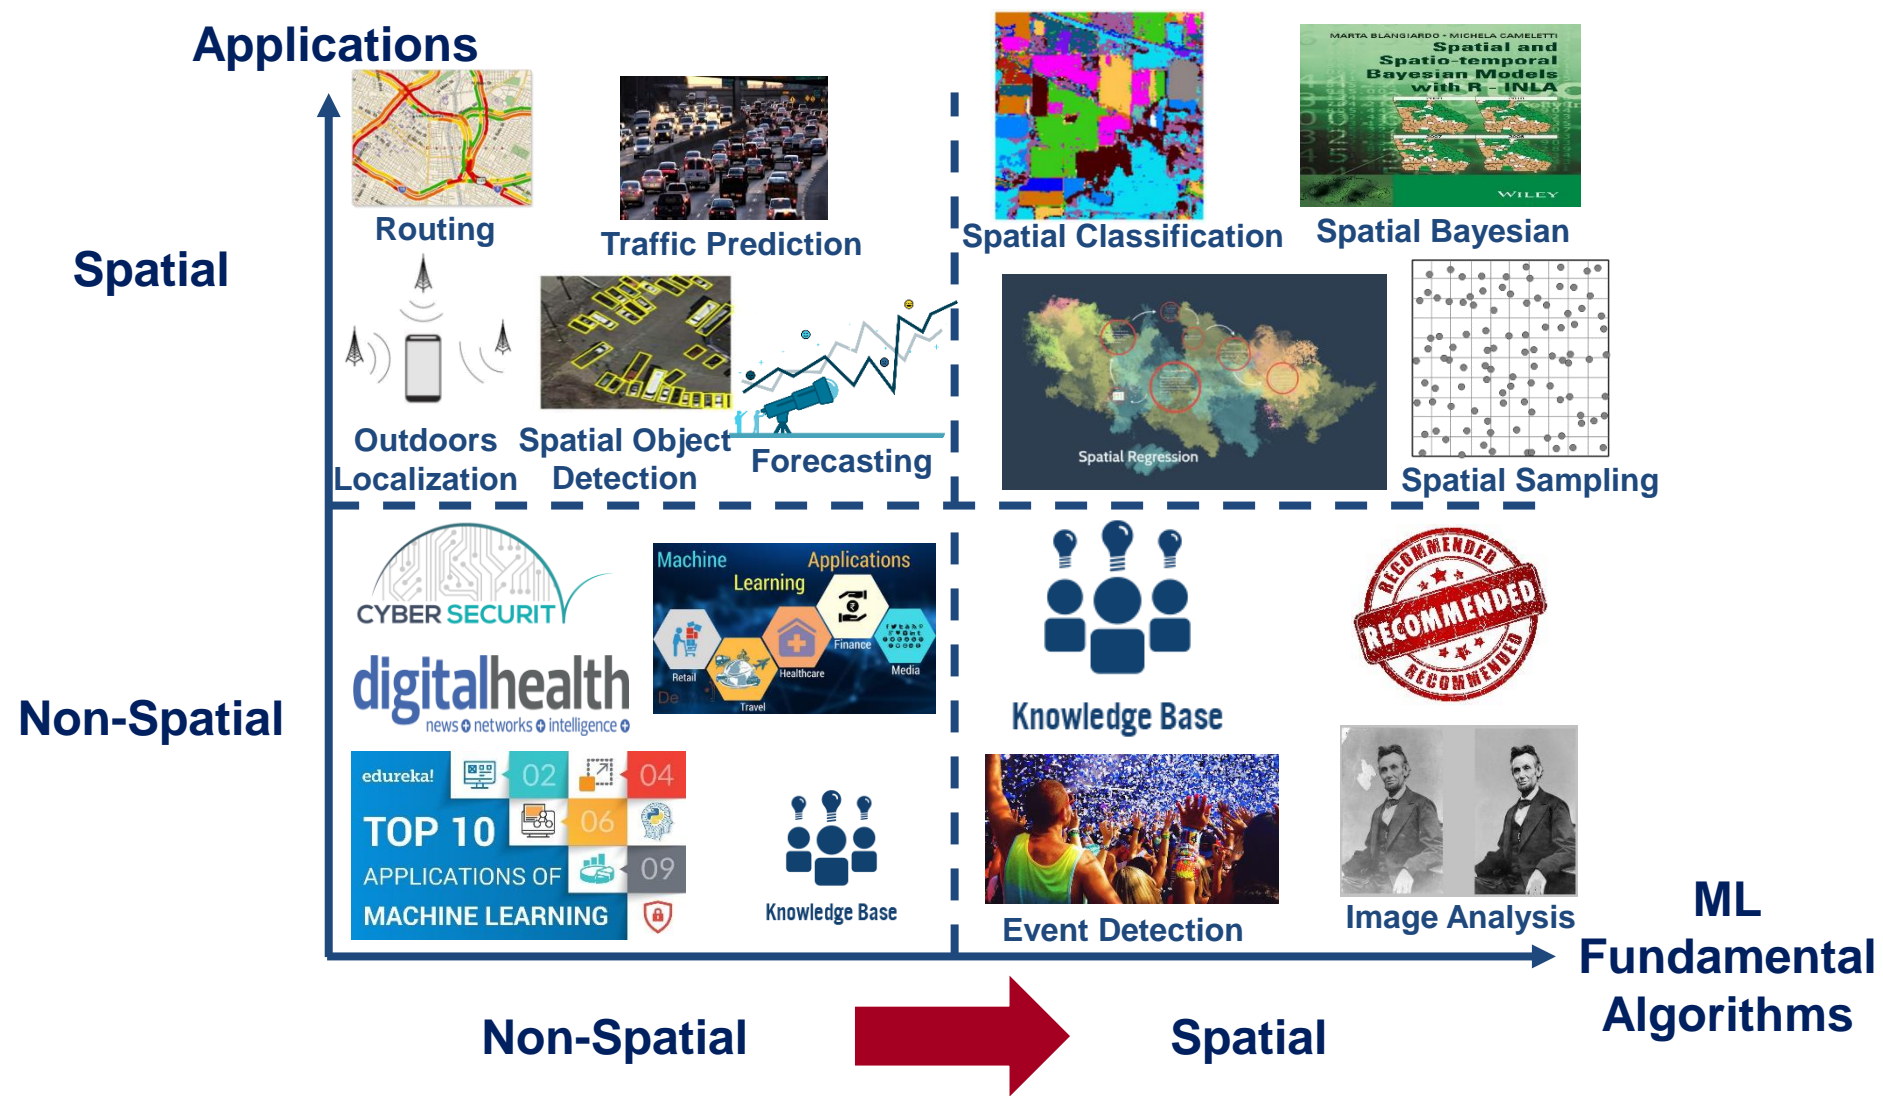 Applications
Spatial
Non-Spatial
Routing
Traffic Prediction
Outdoors
Localization
Spatial Object
Detection
Forecasting
Spatial Classification
MARTA BLANGIARDO • MICHELA CAMELETTI
Spatial and
Spatio-temporal
Bayesian Models
with R - INLA
WILEY
Spatial Bayesian
Spatial Regression
Spatial Sampling
CYBER SECURIT
digitalhealth
news networks intelligence
Machine
Learning
Applications
Retail
Travel
Healthcare
Finance
Media
De
edureka!
02
04
06
09
TOP 10
APPLICATIONS OF
MACHINE LEARNING
Knowledge Base
Knowledge Base
RECOMMENDED
RECOMMENDED
RECOMMENDED
Event Detection
Image Analysis
ML
Fundamental
Algorithms
Non-Spatial
Spatial